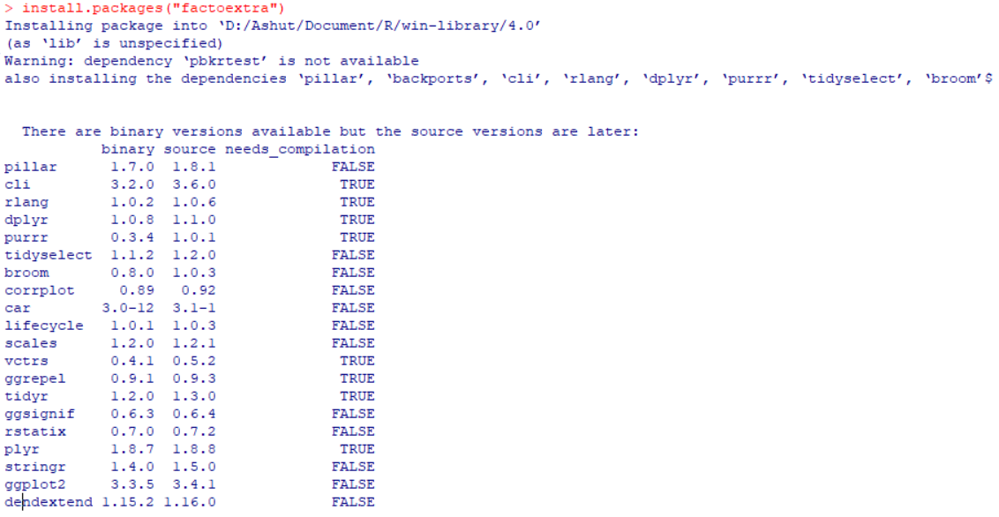 > install.packages("factoextra")
Installing package into ‘D:/Ashut/Document/R/win-library/4.0’
(as ‘lib’ is unspecified)
Warning: dependency ‘pbkrtest’ is not available
also installing the dependencies ‘pillar’, ‘backports’, ‘cli’, ‘rlang’, ‘dplyr’, ‘purrr’, ‘tidyselect’, ‘broom’$
There are binary versions available but the source versions are later:
binary source needs_compilation
pillar 1.7.0 1.8.1 FALSE
cli 3.2.0 3.6.0 TRUE
rlang 1.0.2 1.0.6 TRUE
dplyr 1.0.8 1.1.0 TRUE
purrr 0.3.4 1.0.1 TRUE
tidyselect 1.1.2 1.2.0 FALSE
broom 0.8.0 1.0.3 FALSE
corrplot 0.89 0.92 FALSE
car 3.0-12 3.1-1 FALSE
lifecycle 1.0.1 1.0.3 FALSE
scales 1.2.0 1.2.1 FALSE
vctrs 0.4.1 0.5.2 TRUE
ggrepel 0.9.1 0.9.3 TRUE
tidyr 1.2.0 1.3.0 TRUE
ggsignif 0.6.3 0.6.4 FALSE
rstatix 0.7.0 0.7.2 FALSE
plyr 1.8.7 1.8.8 TRUE
stringr 1.4.0 1.5.0 FALSE
ggplot2 3.3.5 3.4.1 FALSE
dendextend 1.15.2 1.16.0 FALSE